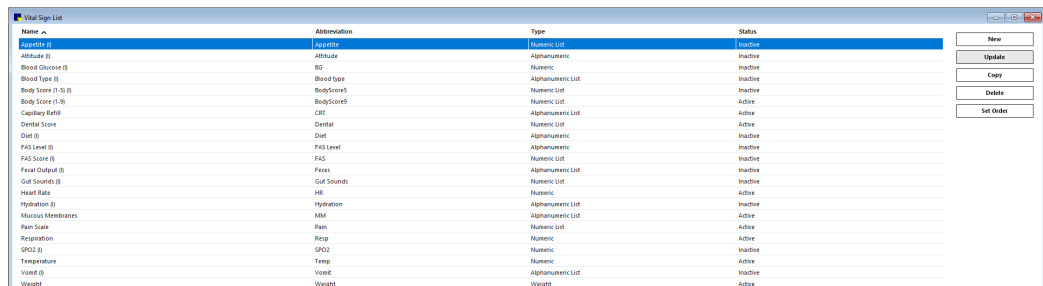 Vital Sign List
Name Abbreviation Type Status
Appetite (I) Appetite Numeric List Inactive
Attitude (I) Attitude Alphanumeric Inactive
Blood Glucose (I) BG Numeric Inactive
Blood Type (I) Blood type Alphanumeric List Inactive
Body Score (1-5) (I) BodyScore5 Numeric List Inactive
Body Score (1-9) BodyScore9 Numeric List Active
Capillary Refill CRT Alphanumeric List Active
Dental Score Dental Numeric List Active
Diet (I) Diet Alphanumeric Inactive
FAS Level (I) FAS Level Alphanumeric Inactive
FAS Score (I) FAS Numeric List Inactive
Fecal Output (I) Feces Alphanumeric List Inactive
Gut Sounds (I) Gut Sounds Numeric List Inactive
Heart Rate HR Numeric Active
Hydration (I) Hydration Alphanumeric List Inactive
Mucous Membranes MM Alphanumeric List Active
Pain Scale Pain Numeric List Active
Respiration Resp Numeric Active
SPO2 (I) SPO2 Numeric Inactive
Temperature Temp Numeric Active
Vomit (I) Vomit Alphanumeric List Inactive
Weight Weight Weight Active
New
Update
Copy
Delete
Set Order